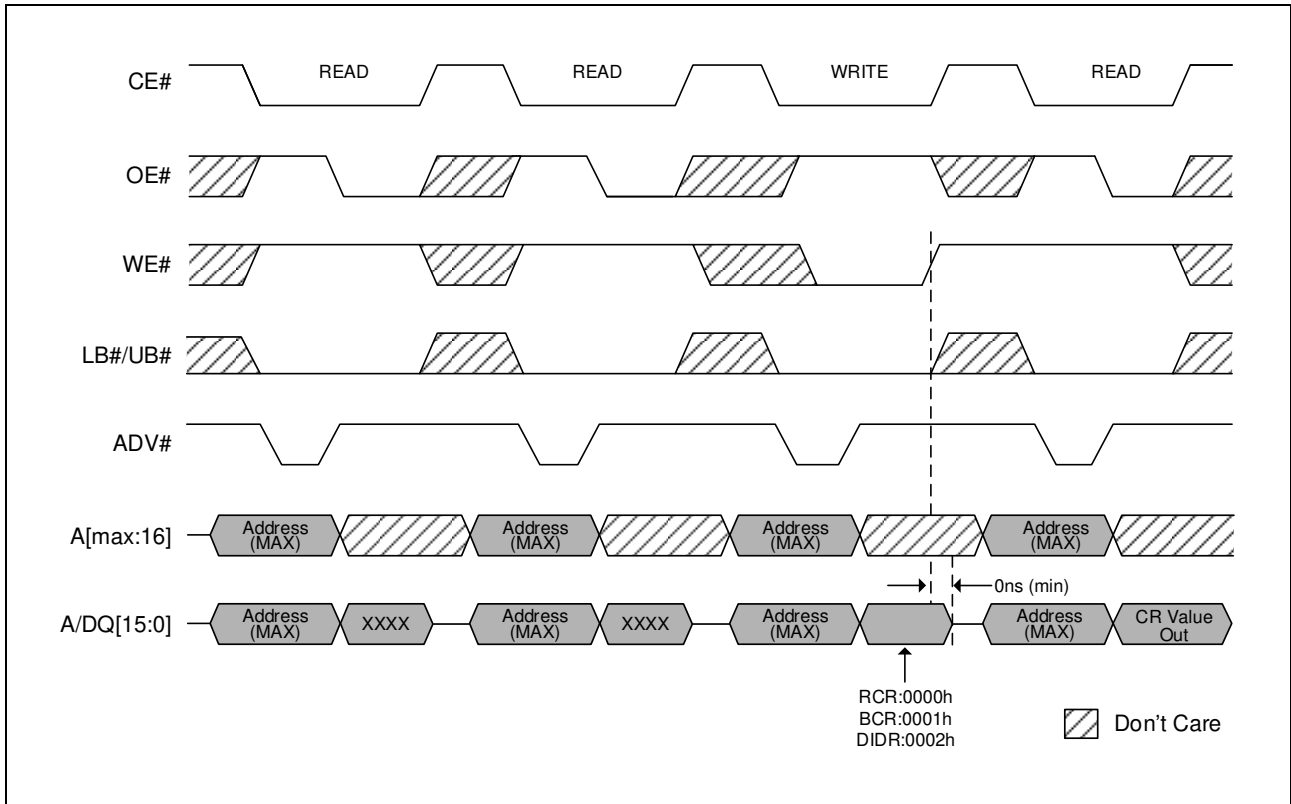 CE#
READ
READ
WRITE
READ
OE#
WE#
LB#/UB#
ADV#
A[max:16]
Address
(MAX)
Address
(MAX)
Address
(MAX)
Address
(MAX)
0ns (min)
A/DQ[15:0]
Address
(MAX)
XXXX
Address
(MAX)
XXXX
Address
(MAX)
Address
(MAX)
CR Value
Out
RCR:0000h
BCR:0001h
DIDR:0002h
Don't Care